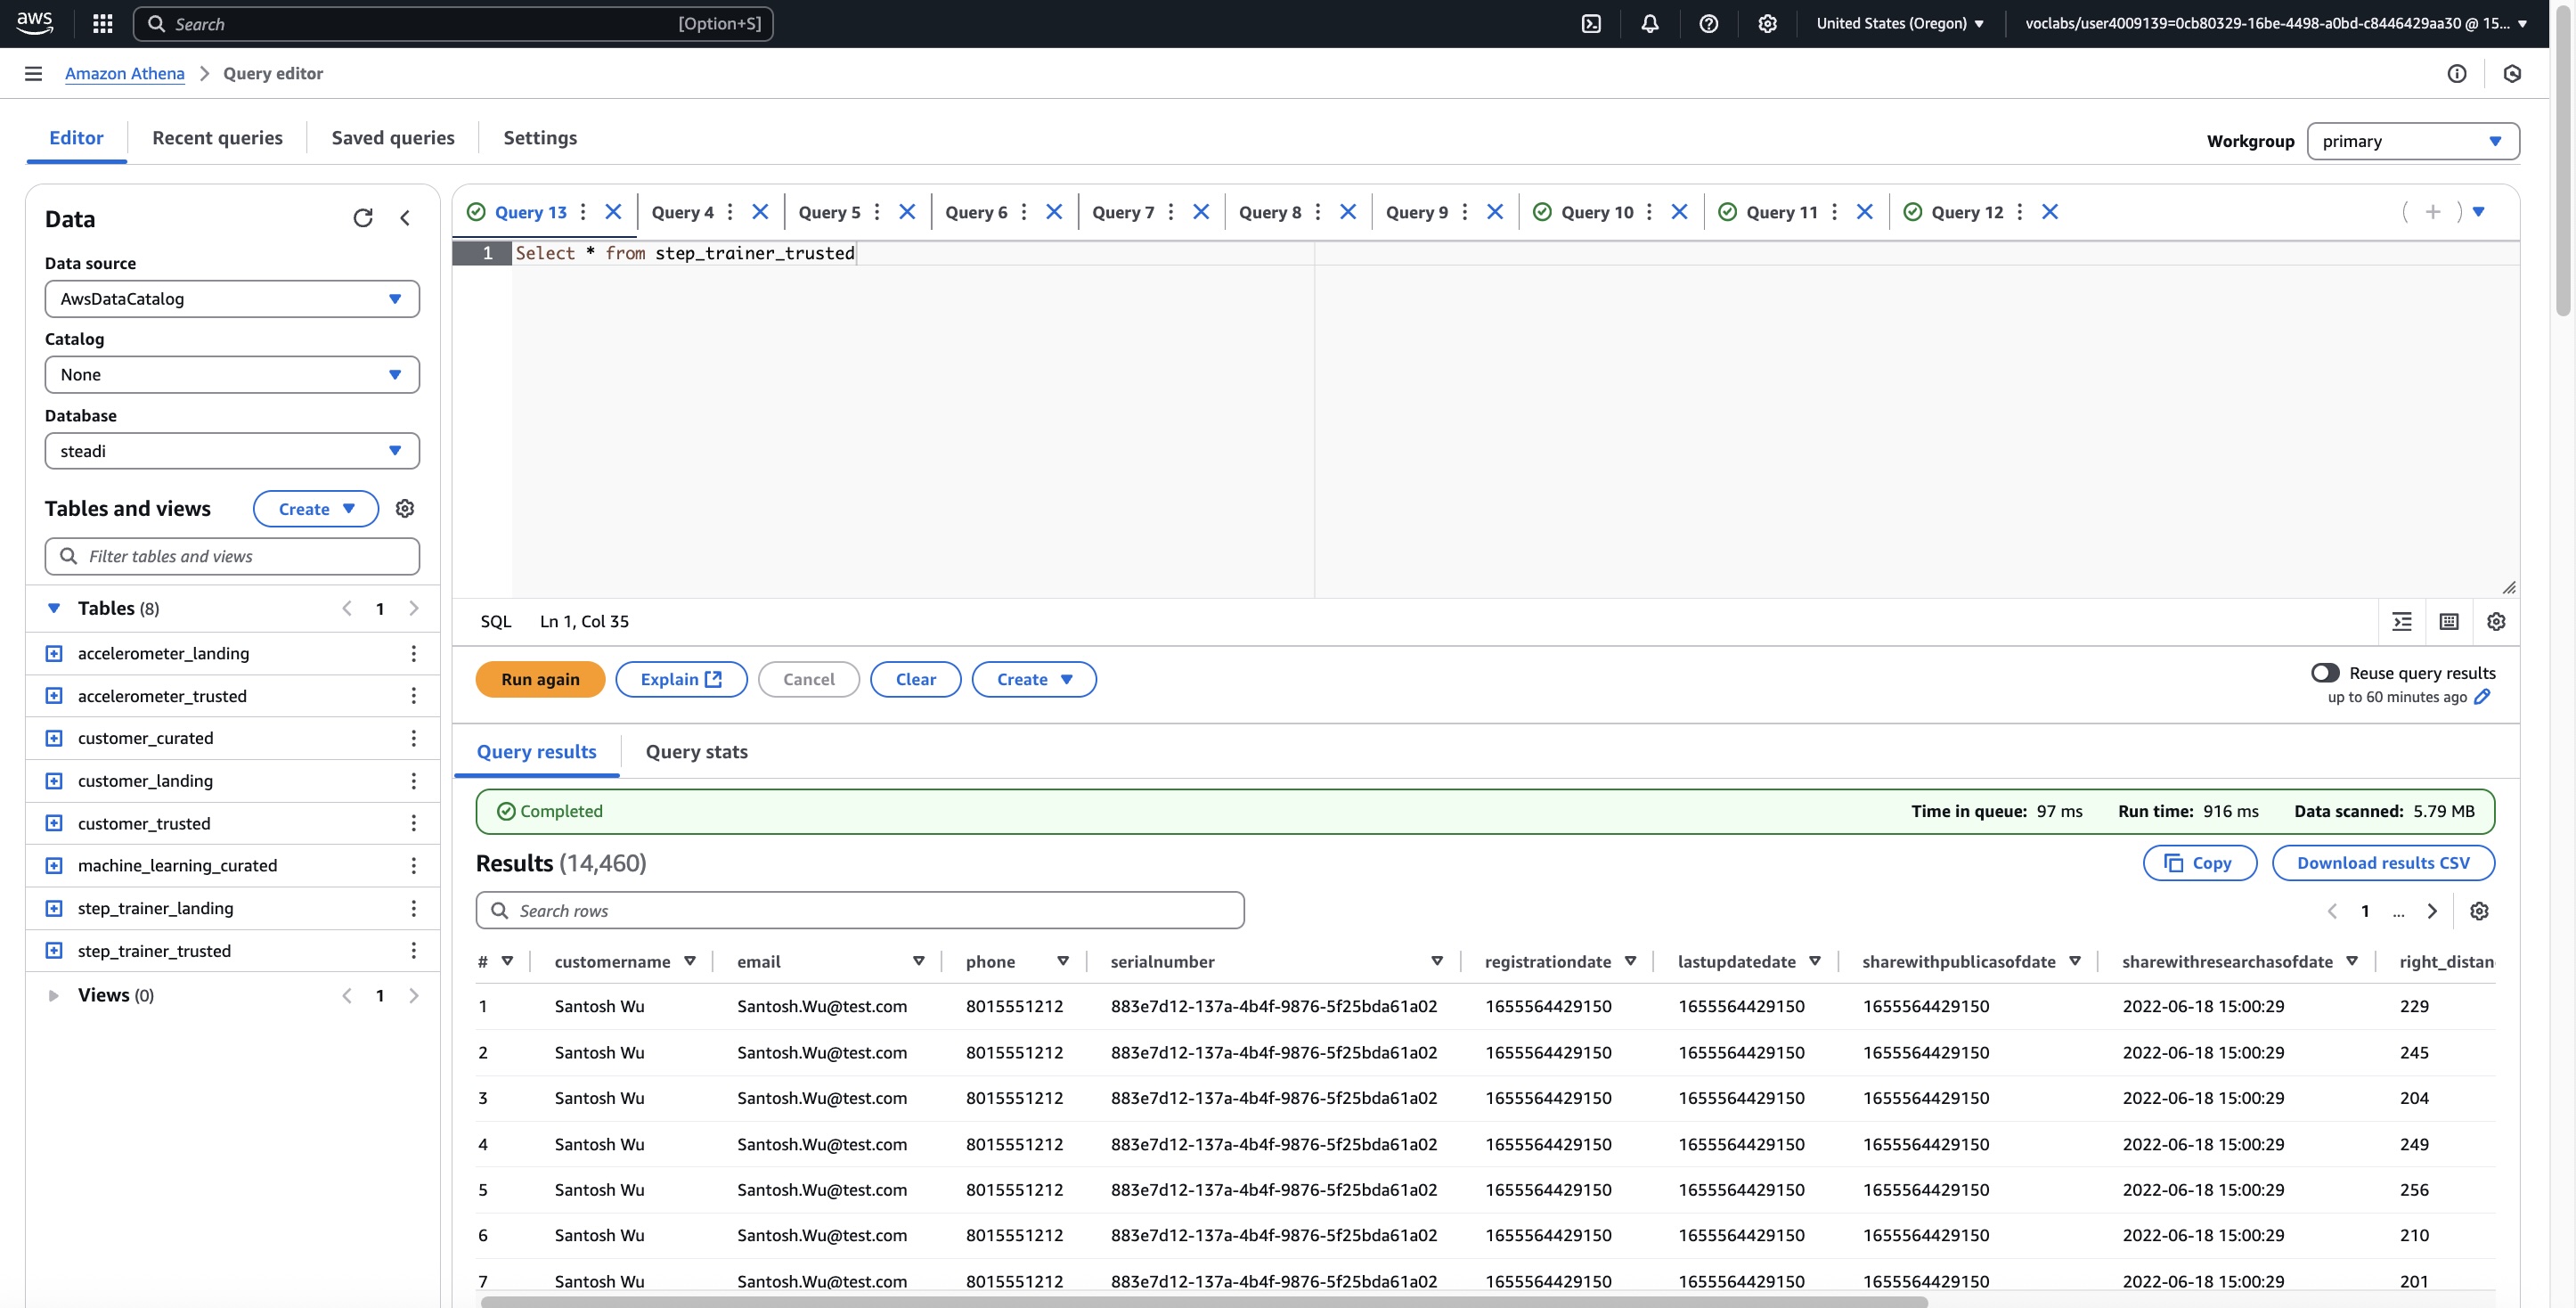 aws
Search [Option+S]
United States (Oregon)
voclabs/user4009139=0cb80329-16be-4498-a0bd-c8446429aa30 @ 15...
Amazon Athena > Query editor
Editor
Recent queries
Saved queries
Settings
Workgroup
primary
Data
Data source
AwsDataCatalog
Catalog
None
Database
steadi
Tables and views
Create
Filter tables and views
Tables (8)
1
accelerometer_landing
accelerometer_trusted
customer_curated
customer_landing
customer_trusted
machine_learning_curated
step_trainer_landing
step_trainer_trusted
Views (0)
1
Query 13
Query 4
Query 5
Query 6
Query 7
Query 8
Query 9
Query 10
Query 11
Query 12
1 Select * from step_trainer_trusted
SQL Ln 1, Col 35
Run again
Explain
Cancel
Clear
Create
Reuse query results
up to 60 minutes ago
Query results
Query stats
Completed
Time in queue: 97 ms Run time: 916 ms Data scanned: 5.79 MB
Results (14,460)
Copy
Download results CSV
Search rows
1 ...
# customername email phone serialnumber registrationdate lastupdatedate sharewithpublicasofdate sharewithresearchasofdate right_distan
1 Santosh Wu Santosh.Wu@test.com 8015551212 883e7d12-137a-4b4f-9876-5f25bda61a02 1655564429150 1655564429150 1655564429150 2022-06-18 15:00:29 229
2 Santosh Wu Santosh.Wu@test.com 8015551212 883e7d12-137a-4b4f-9876-5f25bda61a02 1655564429150 1655564429150 1655564429150 2022-06-18 15:00:29 245
3 Santosh Wu Santosh.Wu@test.com 8015551212 883e7d12-137a-4b4f-9876-5f25bda61a02 1655564429150 1655564429150 1655564429150 2022-06-18 15:00:29 204
4 Santosh Wu Santosh.Wu@test.com 8015551212 883e7d12-137a-4b4f-9876-5f25bda61a02 1655564429150 1655564429150 1655564429150 2022-06-18 15:00:29 249
5 Santosh Wu Santosh.Wu@test.com 8015551212 883e7d12-137a-4b4f-9876-5f25bda61a02 1655564429150 1655564429150 1655564429150 2022-06-18 15:00:29 256
6 Santosh Wu Santosh.Wu@test.com 8015551212 883e7d12-137a-4b4f-9876-5f25bda61a02 1655564429150 1655564429150 1655564429150 2022-06-18 15:00:29 210
7 Santosh Wu Santosh.Wu@test.com 8015551212 883e7d12-137a-4b4f-9876-5f25bda61a02 1655564429150 1655564429150 1655564429150 2022-06-18 15:00:29 201